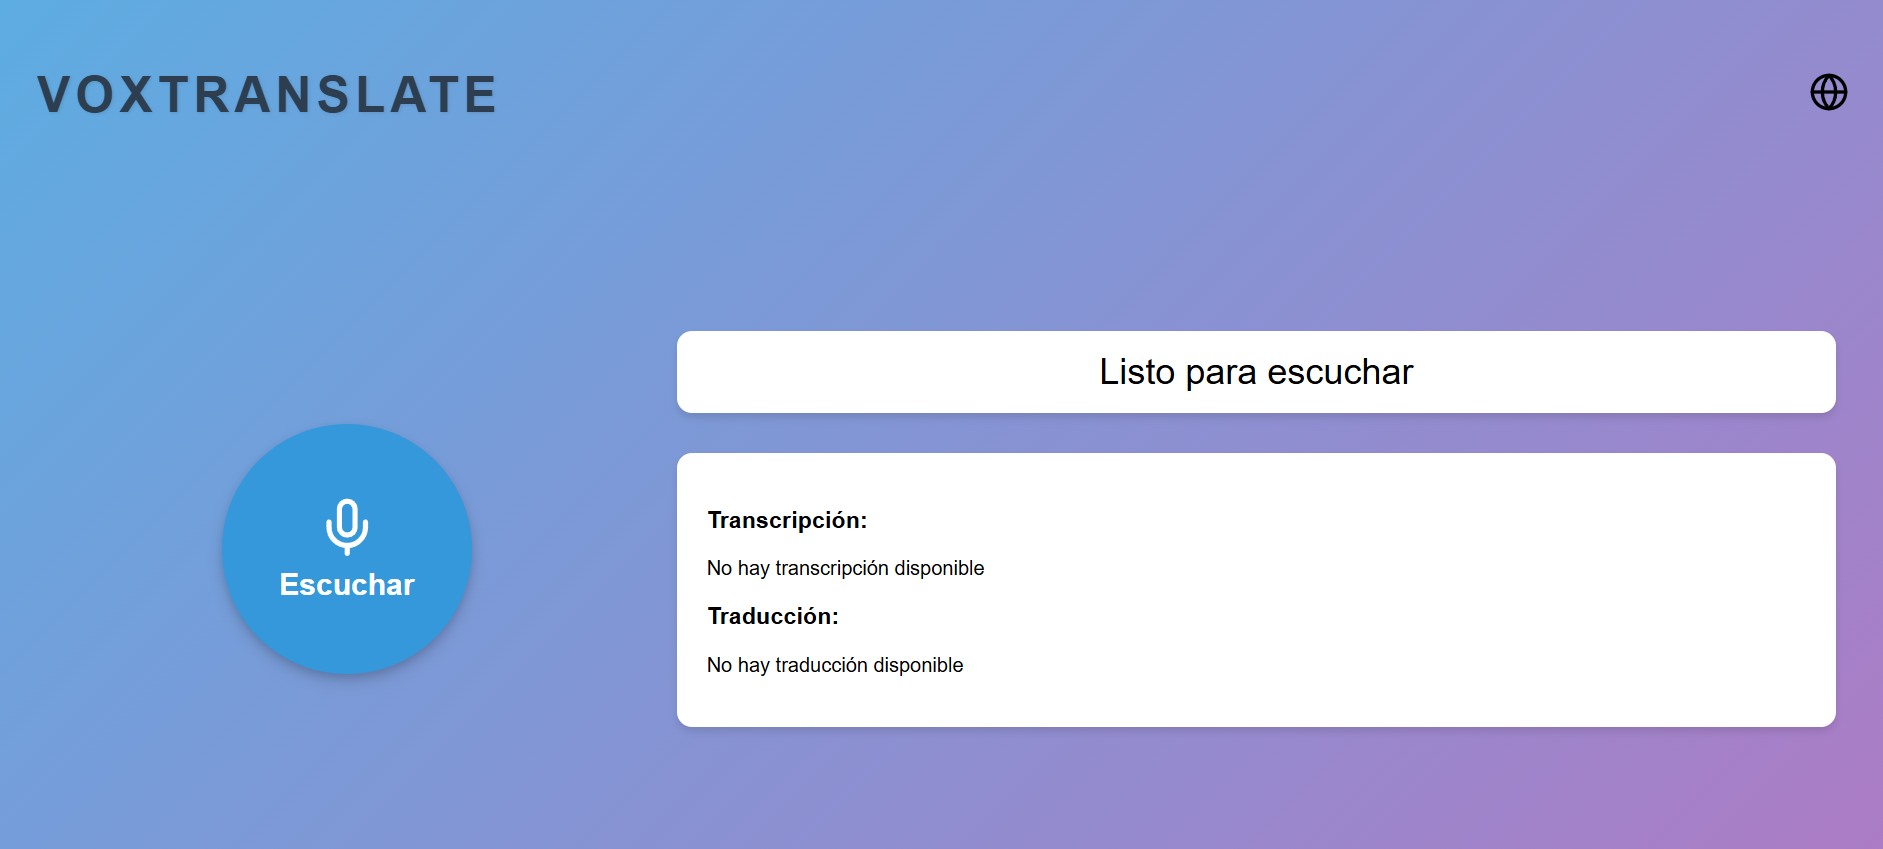 VOXTRANSLATE
Listo para escuchar
Escuchar
Transcripción:
No hay transcripción disponible
Traducción:
No hay traducción disponible